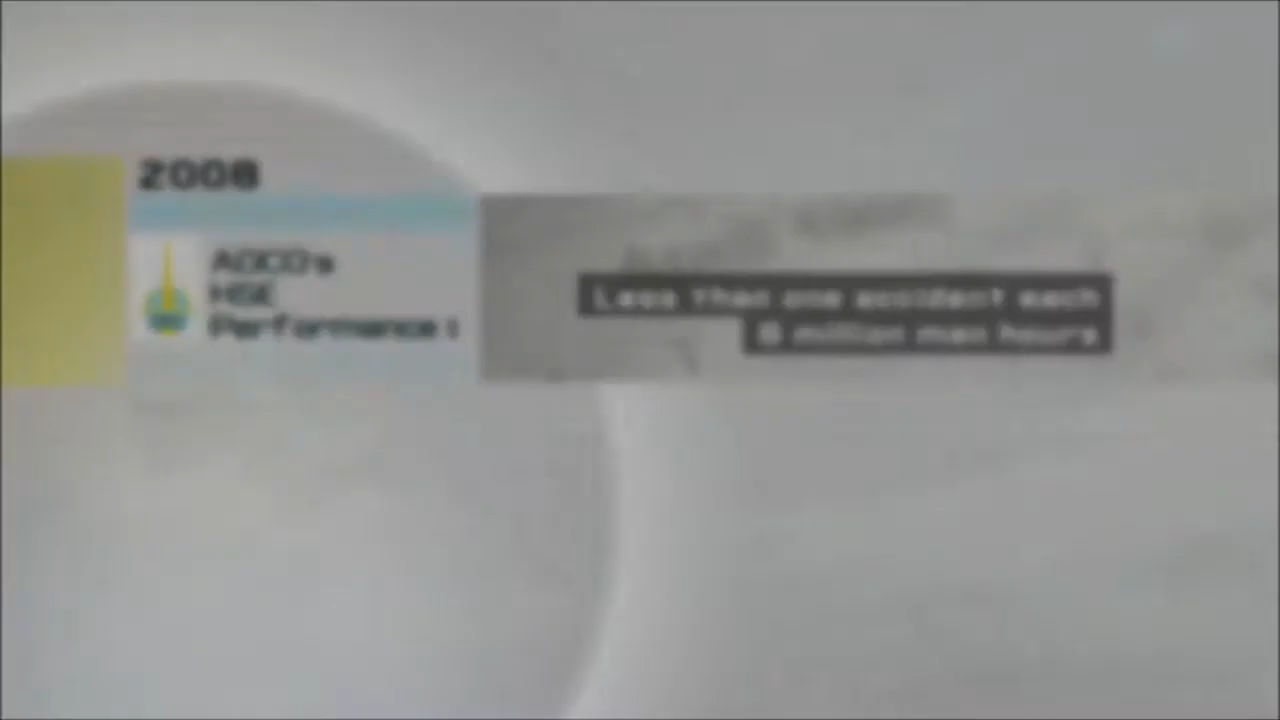 2008
ADCO's
HSE
Performance :
Less than one accident each
million man hours